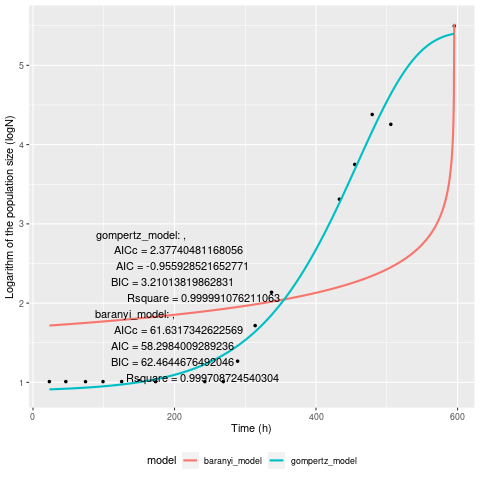 5
4
3
2
1
Logarithm of the population size (logN)
gompertz_model: ,
AICc = 2.37740481168056
AIC = -0.955928521652771
BIC = 3.21013819862831
Rsquare = 0.999991076211063
baranyi_model: ,
AICc = 61.6317342622569
AIC = 58.2984009289236
BIC = 62.4644676492046
Rsquare = 0.999708724540304
0 200 400 600
Time (h)
model baranyi_model gompertz_model